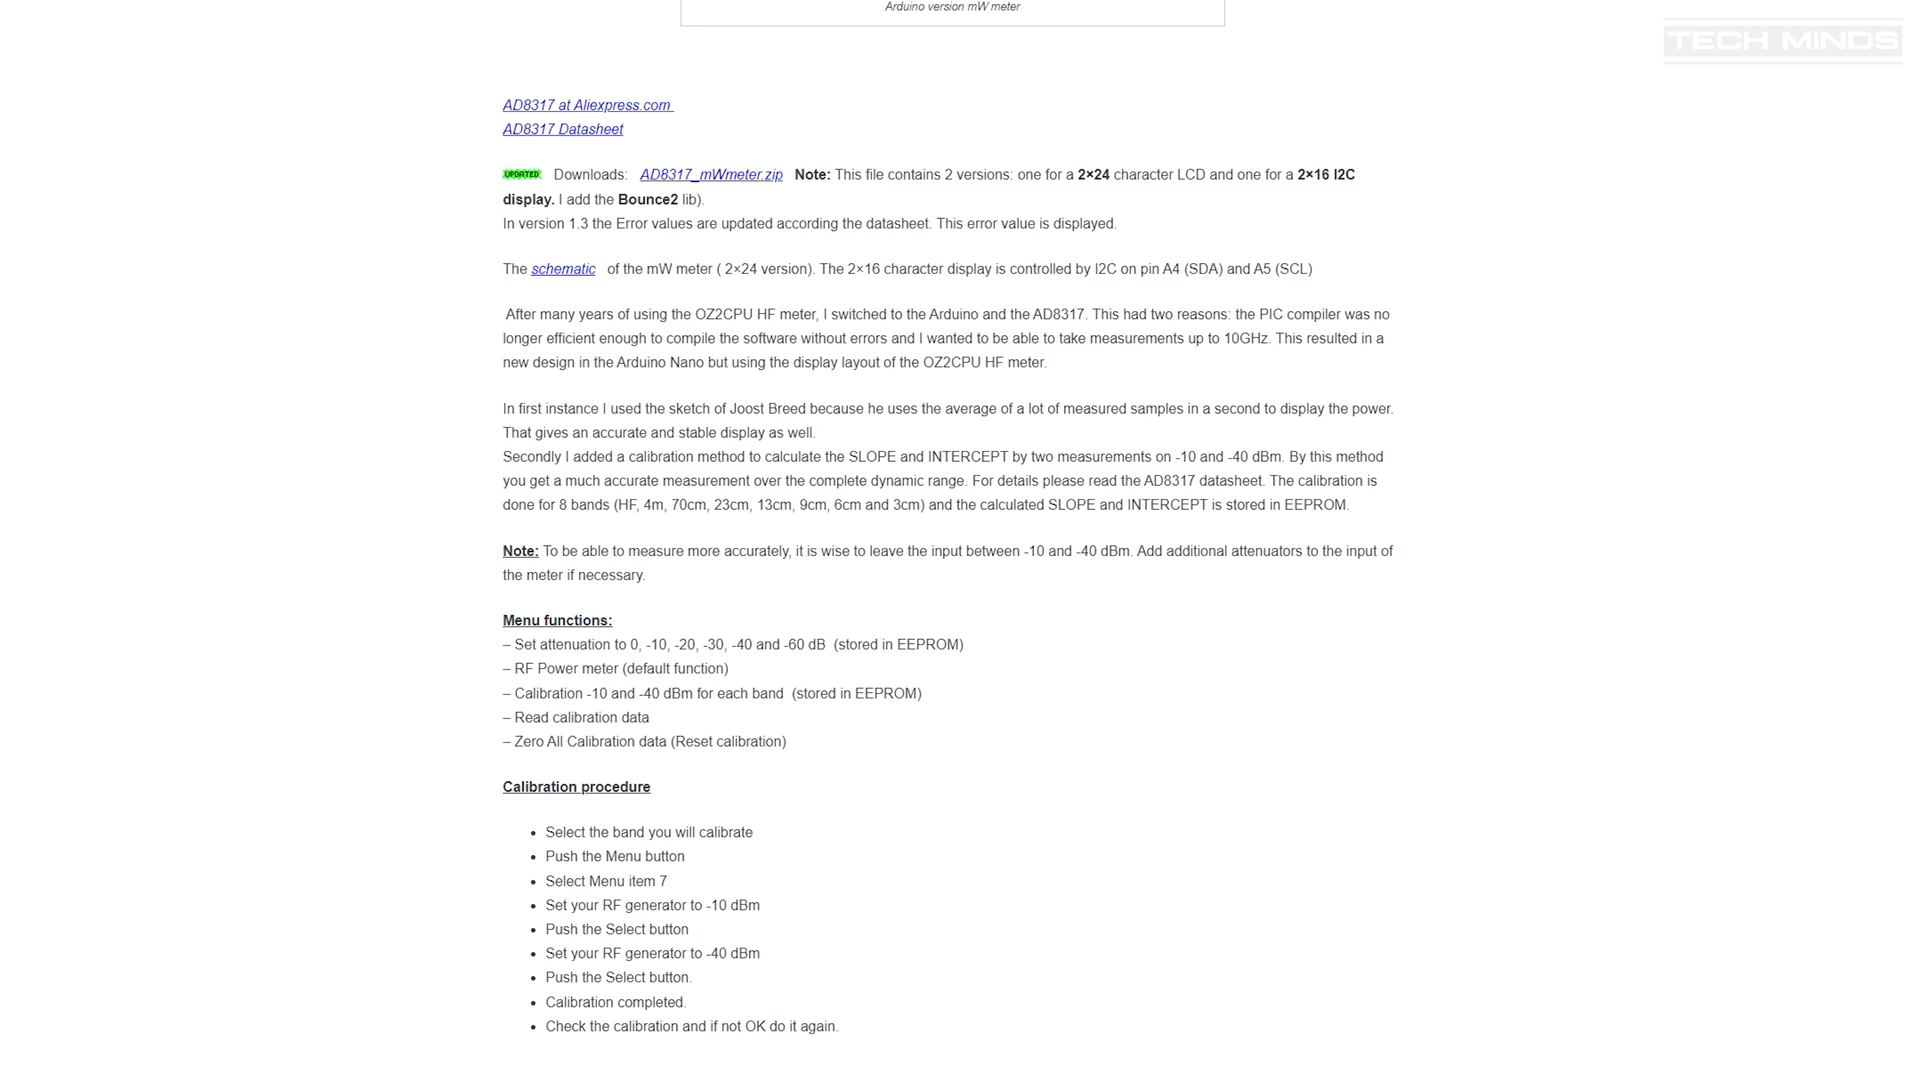 Arduino version mW meter
TECH MINDS
AD8317 at Aliexpress.com
AD8317 Datasheet
UPDATED Downloads: AD8317_mWmeter.zip Note: This file contains 2 versions: one for a 2×24 character LCD and one for a 2×16 I2C
display. I add the Bounce2 lib).
In version 1.3 the Error values are updated according the datasheet. This error value is displayed.
The schematic of the mW meter ( 2×24 version). The 2×16 character display is controlled by I2C on pin A4 (SDA) and A5 (SCL)
After many years of using the OZ2CPU HF meter, I switched to the Arduino and the AD8317. This had two reasons: the PIC compiler was no
longer efficient enough to compile the software without errors and I wanted to be able to take measurements up to 10GHz. This resulted in a
new design in the Arduino Nano but using the display layout of the OZ2CPU HF meter.
In first instance I used the sketch of Joost Breed because he uses the average of a lot of measured samples in a second to display the power.
That gives an accurate and stable display as well.
Secondly I added a calibration method to calculate the SLOPE and INTERCEPT by two measurements on -10 and -40 dBm. By this method
you get a much accurate measurement over the complete dynamic range. For details please read the AD8317 datasheet. The calibration is
done for 8 bands (HF, 4m, 70cm, 23cm, 13cm, 9cm, 6cm and 3cm) and the calculated SLOPE and INTERCEPT is stored in EEPROM.
Note: To be able to measure more accurately, it is wise to leave the input between -10 and -40 dBm. Add additional attenuators to the input of
the meter if necessary.
Menu functions:
– Set attenuation to 0, -10, -20, -30, -40 and -60 dB (stored in EEPROM)
– RF Power meter (default function)
– Calibration -10 and -40 dBm for each band (stored in EEPROM)
– Read calibration data
– Zero All Calibration data (Reset calibration)
Calibration procedure
• Select the band you will calibrate
• Push the Menu button
• Select Menu item 7
• Set your RF generator to -10 dBm
• Push the Select button
• Set your RF generator to -40 dBm
• Push the Select button.
• Calibration completed.
• Check the calibration and if not OK do it again.